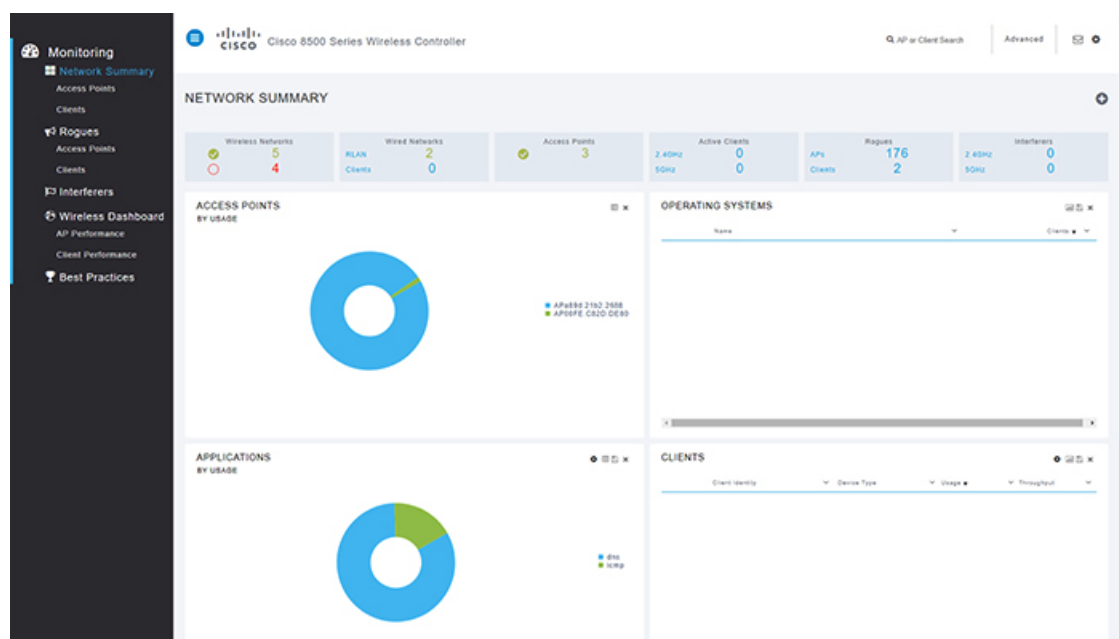 Monitoring
Network Summary
Access Points
Clients
Rogues
Access Points
Clients
Interferers
Wireless Dashboard
AP Performance
Client Performance
Best Practices
CISCO Cisco 8500 Series Wireless Controller
AP or Client Search
Advanced
NETWORK SUMMARY
Wireless Networks
5
4
Wired Networks
RLAN 2
Clients 0
Access Points
3
Active Clients
2.4GHz 0
5GHz 0
Rogues
APs 176
Clients 2
Interferers
2.4GHz 0
5GHz 0
ACCESS POINTS
BY USAGE
OPERATING SYSTEMS
Name Clients
APPLICATIONS
BY USAGE
dns
icmp
CLIENTS
Client Identity Device Type Usage Throughput